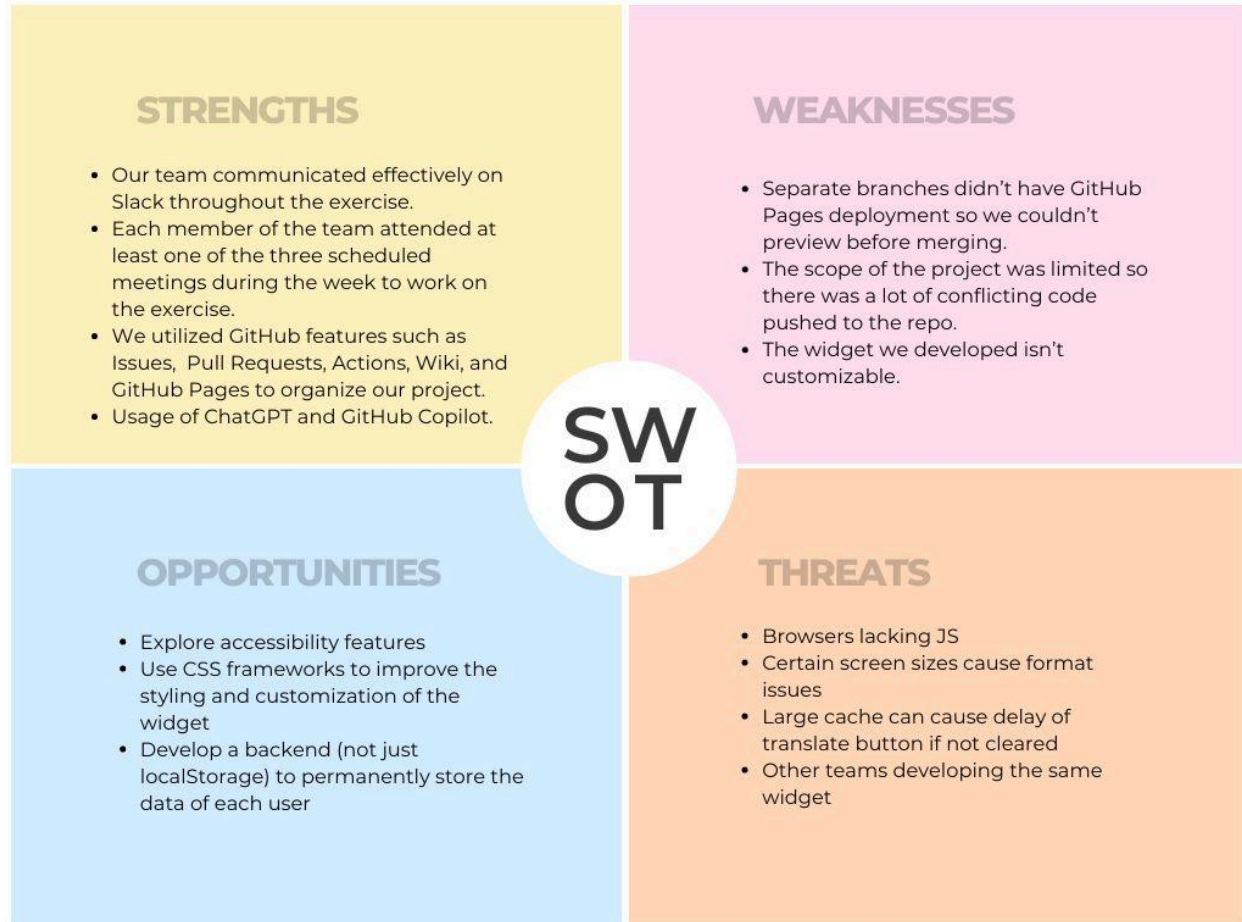 STRENGTHS
• Our team communicated effectively on
Slack throughout the exercise.
• Each member of the team attended at
least one of the three scheduled
meetings during the week to work on
the exercise.
• We utilized GitHub features such as
Issues,  Pull Requests, Actions, Wiki, and
GitHub Pages to organize our project.
• Usage of ChatGPT and GitHub Copilot.
WEAKNESSES
• Separate branches didn’t have GitHub
Pages deployment so we couldn’t
preview before merging.
• The scope of the project was limited so
there was a lot of conflicting code
pushed to the repo.
• The widget we developed isn’t
customizable.
SW
OT
OPPORTUNITIES
• Explore accessibility features
• Use CSS frameworks to improve the
styling and customization of the
widget
• Develop a backend (not just
localStorage) to permanently store the
data of each user
THREATS
• Browsers lacking JS
• Certain screen sizes cause format
issues
• Large cache can cause delay of
translate button if not cleared
• Other teams developing the same
widget